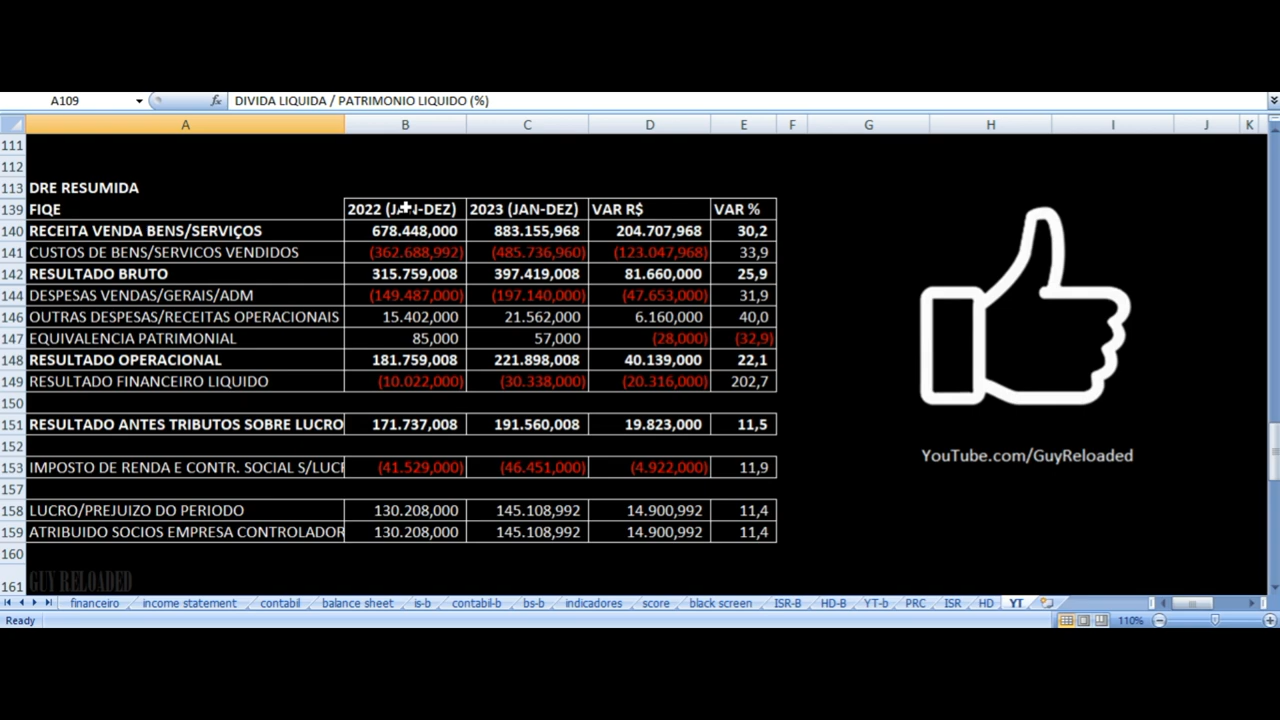 A109 fx DIVIDA LIQUIDA / PATRIMONIO LIQUIDO (%)
A B C D E F G H I J K
111
112
113 DRE RESUMIDA
139 FIQE 2022 (JAN-DEZ) 2023 (JAN-DEZ) VAR R$ VAR %
140 RECEITA VENDA BENS/SERVIÇOS 678.448,000 883.155,968 204.707,968 30,2
141 CUSTOS DE BENS/SERVICOS VENDIDOS (362.688,992) (485.736,960) (123.047,968) 33,9
142 RESULTADO BRUTO 315.759,008 397.419,008 81.660,000 25,9
144 DESPESAS VENDAS/GERAIS/ADM (149.487,000) (197.140,000) (47.653,000) 31,9
146 OUTRAS DESPESAS/RECEITAS OPERACIONAIS 15.402,000 21.562,000 6.160,000 40,0
147 EQUIVALENCIA PATRIMONIAL 85,000 57,000 (28,000) (32,9)
148 RESULTADO OPERACIONAL 181.759,008 221.898,008 40.139,000 22,1
149 RESULTADO FINANCEIRO LIQUIDO (10.022,000) (30.338,000) (20.316,000) 202,7
150
151 RESULTADO ANTES TRIBUTOS SOBRE LUCRO 171.737,008 191.560,008 19.823,000 11,5
152
YouTube.com/GuyReloaded
153 IMPOSTO DE RENDA E CONTR. SOCIAL S/LUCR (41.529,000) (46.451,000) (4.922,000) 11,9
157
158 LUCRO/PREJUIZO DO PERIODO 130.208,000 145.108,992 14.900,992 11,4
159 ATRIBUIDO SOCIOS EMPRESA CONTROLADOR 130.208,000 145.108,992 14.900,992 11,4
160
161 GUY RELOADED
financeiro income statement contabil balance sheet is-b contabil-b bs-b indicadores score black screen ISR-B HD-B YT-b PRC ISR HD YT
Ready 110%